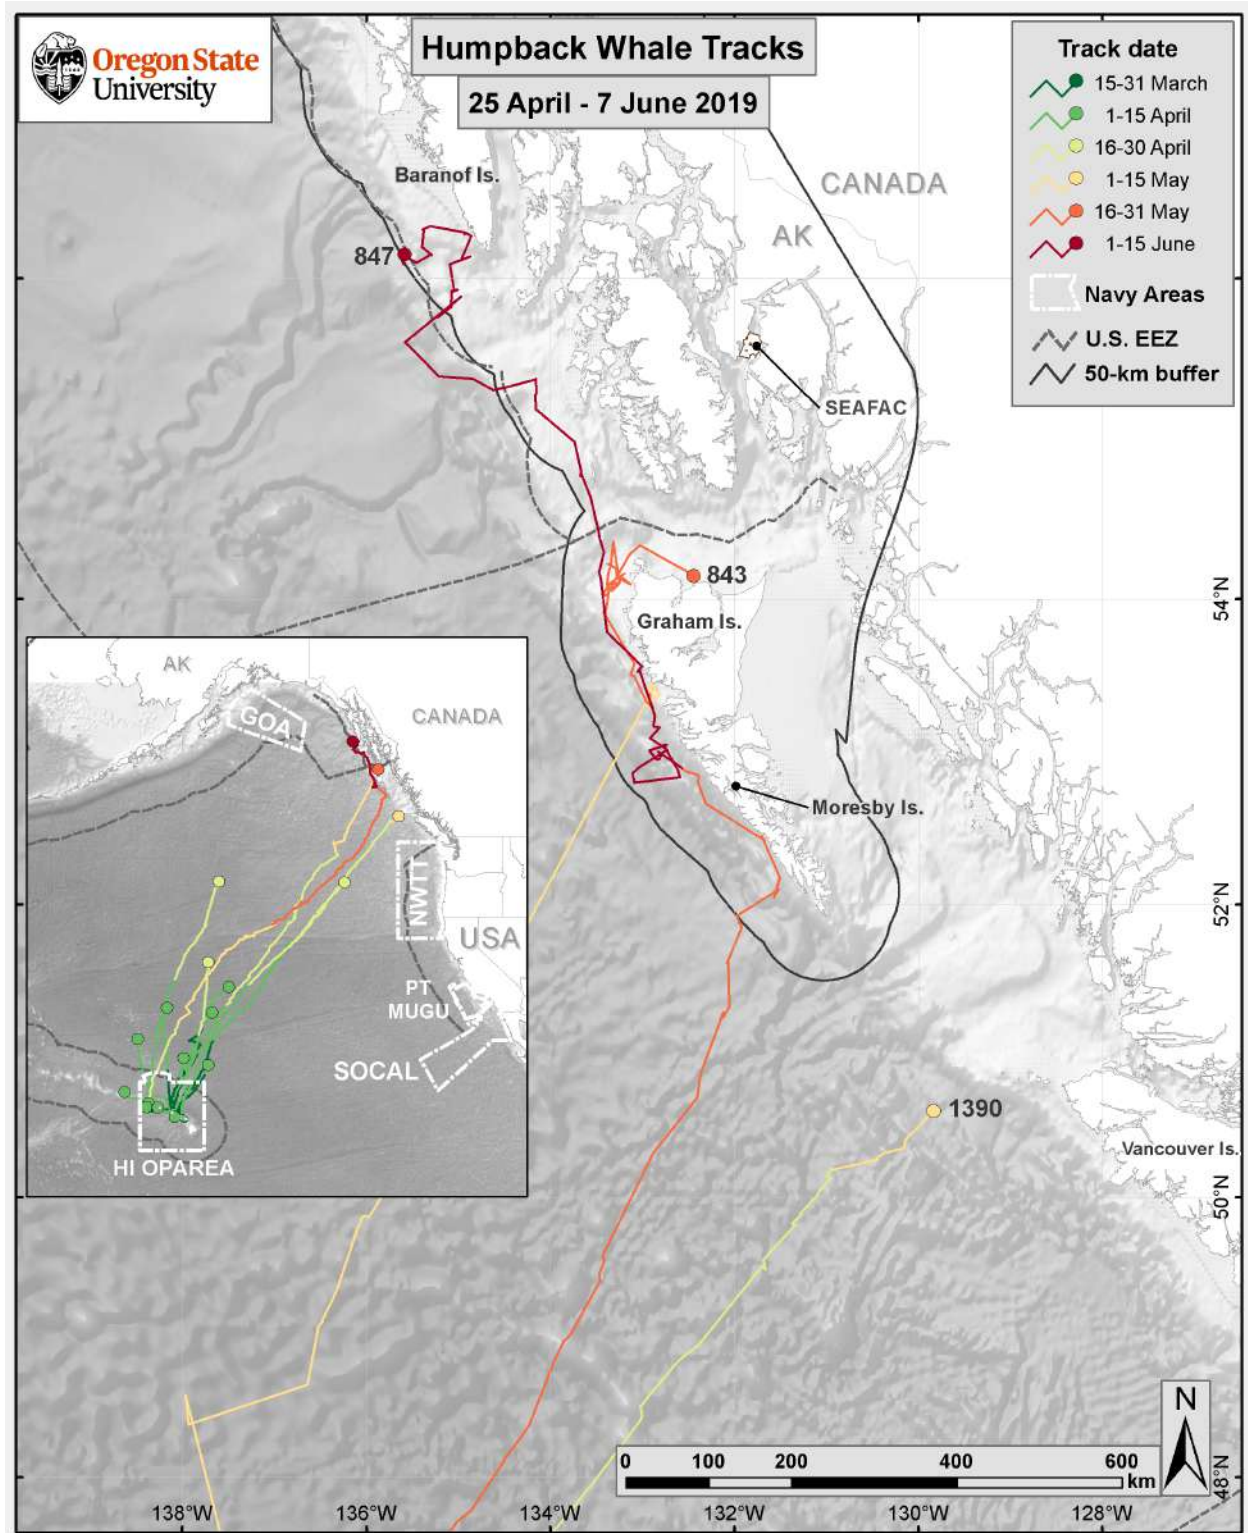 Oregon State
University
Humpback Whale Tracks
25 April - 7 June 2019
Track date
15-31 March
1-15 April
16-30 April
1-15 May
16-31 May
1-15 June
Navy Areas
U.S. EEZ
50-km buffer
Baranof Is.
CANADA
AK
847
SEAFAC
843
54°N
Graham Is.
Moresby Is.
52°N
1390
Vancouver Is.
50°N
AK
CANADA
GOA
NWTT
USA
PT
MUGU
SOCAL
HI OPAREA
N
0 100 200 400 600
km
48°N
138°W 136°W 134°W 132°W 130°W 128°W